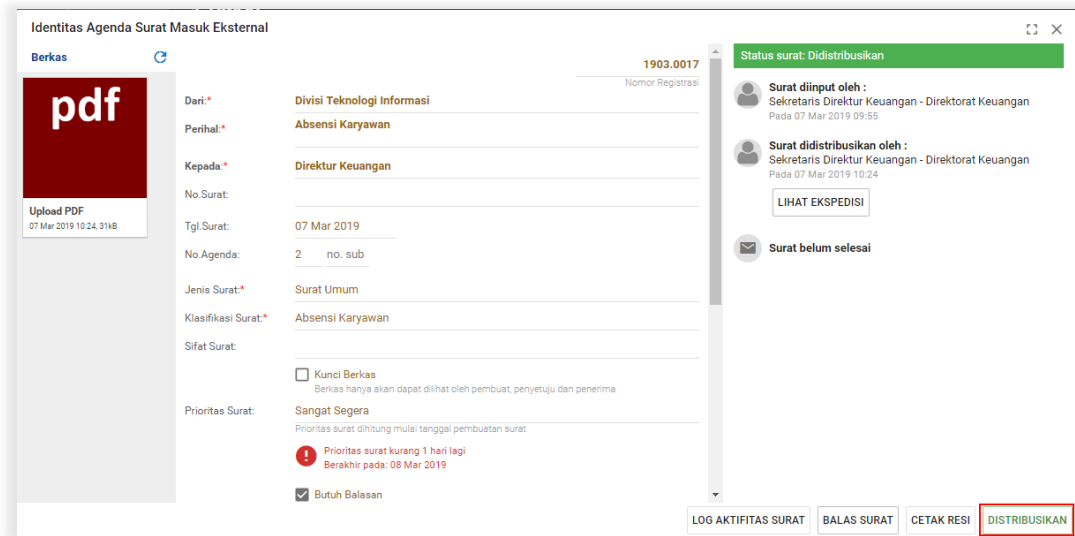 Identitas Agenda Surat Masuk Eksternal
Berkas
pdf
Upload PDF
07 Mar 2019 10:24, 31kB
1903.0017
Nomor Registrasi
Dari:* Divisi Teknologi Informasi
Perihal:* Absensi Karyawan
Kepada:* Direktur Keuangan
No.Surat:
Tgl.Surat: 07 Mar 2019
No.Agenda: 2 no. sub
Jenis Surat:* Surat Umum
Klasifikasi Surat:* Absensi Karyawan
Sifat Surat:
Kunci Berkas
Berkas hanya akan dapat dilihat oleh pembuat, penyetuju dan penerima
Prioritas Surat: Sangat Segera
Prioritas surat dihitung mulai tanggal pembuatan surat
Prioritas surat kurang 1 hari lagi
Berakhir pada: 08 Mar 2019
Butuh Balasan
Status surat: Didistribusikan
Surat diinput oleh :
Sekretaris Direktur Keuangan - Direktorat Keuangan
Pada 07 Mar 2019 09:55
Surat didistribusikan oleh :
Sekretaris Direktur Keuangan - Direktorat Keuangan
Pada 07 Mar 2019 10:24
LIHAT EKSPEDISI
Surat belum selesai
LOG AKTIFITAS SURAT BALAS SURAT CETAK RESI DISTRIBUSIKAN